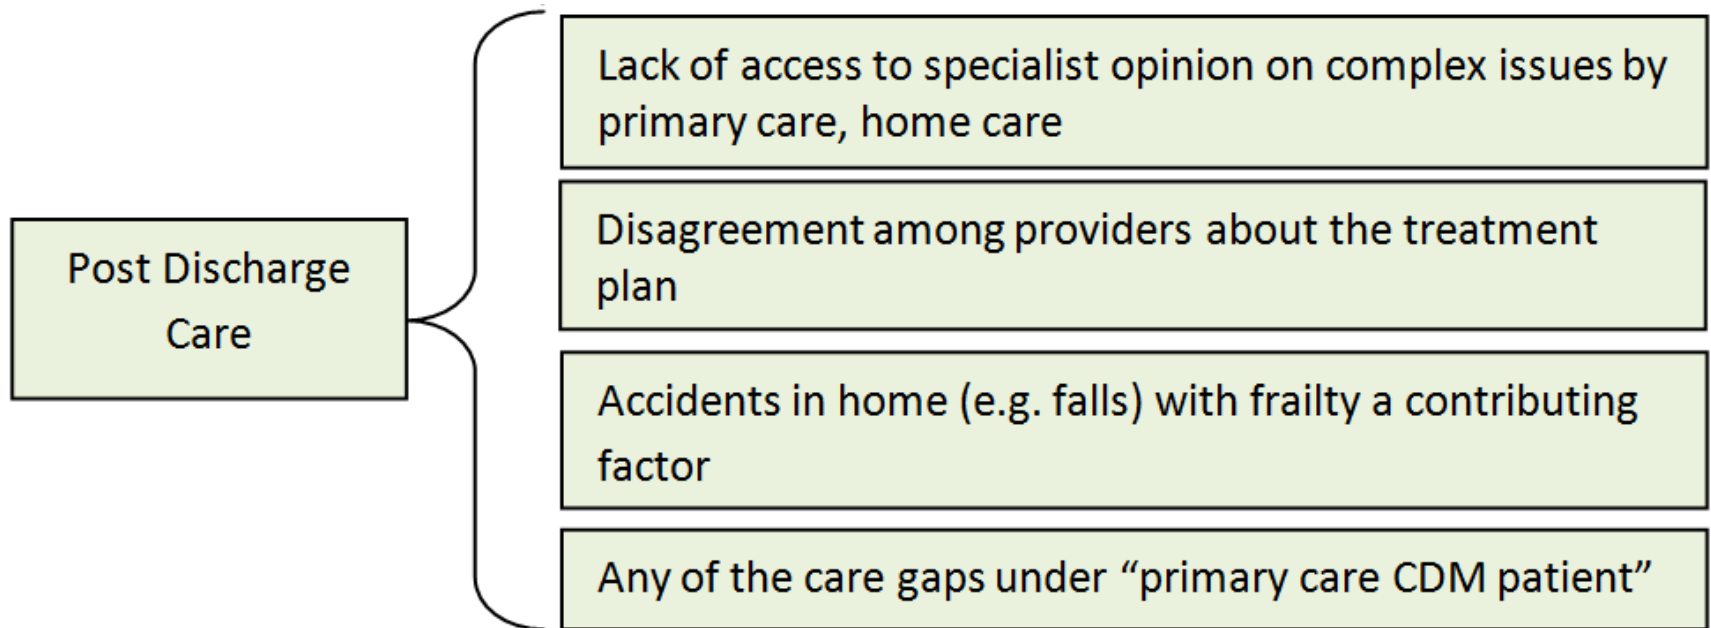 Post Discharge
Care
Lack of access to specialist opinion on complex issues by
primary care, home care
Disagreement among providers about the treatment
plan
Accidents in home (e.g. falls) with frailty a contributing
factor
Any of the care gaps under “primary care CDM patient”